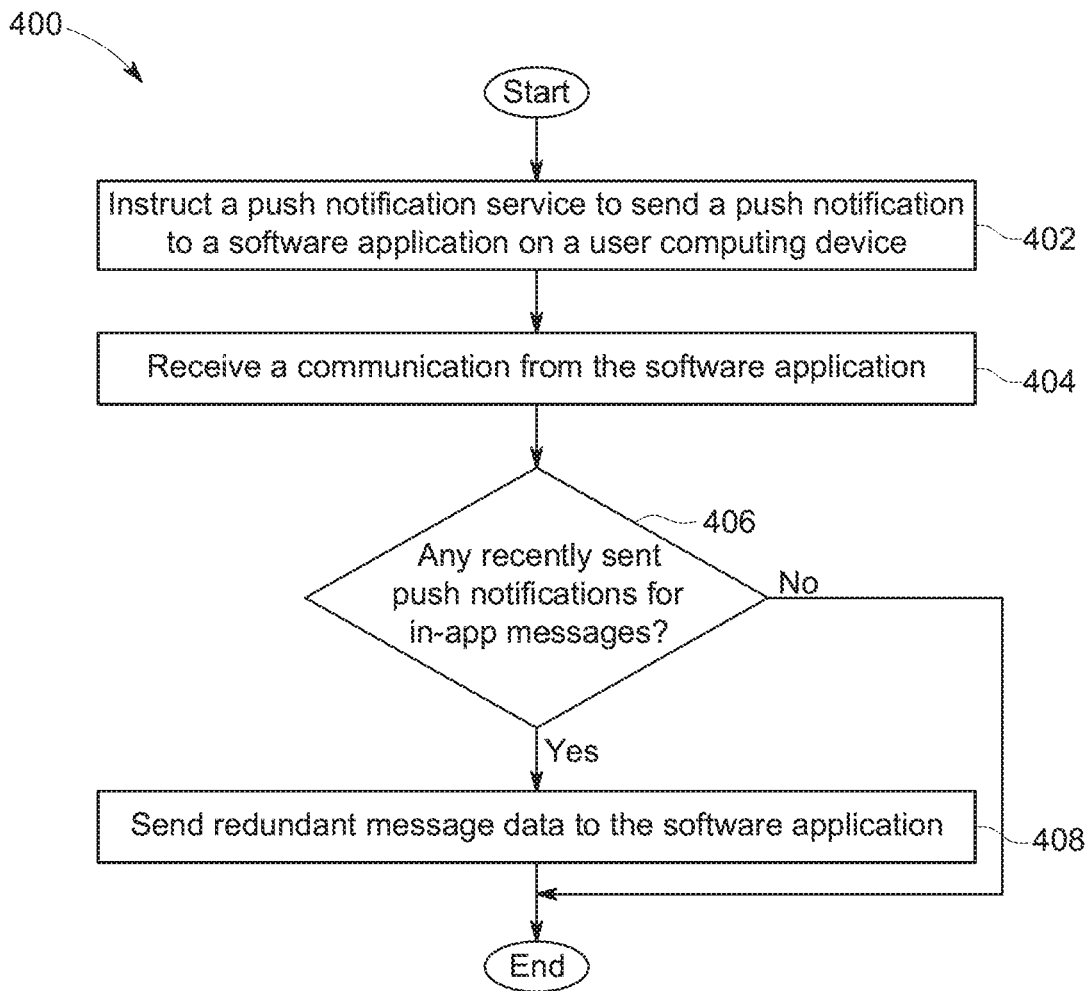 400
Start
Instruct a push notification service to send a push notification
to a software application on a user computing device
402
Receive a communication from the software application
404
406
Any recently sent
push notifications for
in-app messages?
No
Yes
Send redundant message data to the software application
408
End